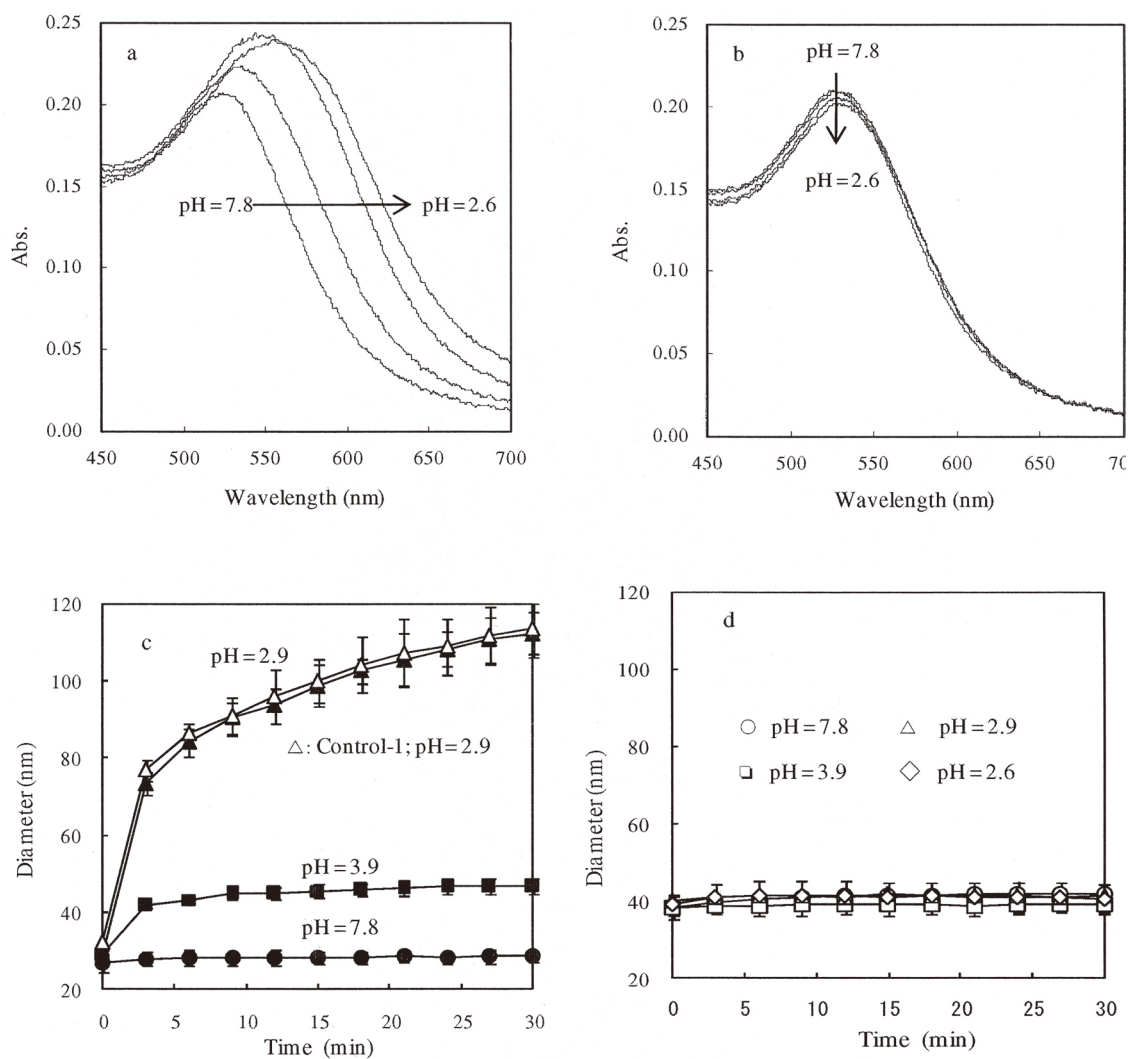 a
0.25
0.20
0.15
0.10
0.05
0.00
Abs.
pH=7.8
pH=2.6
450 500 550 600 650 700
Wavelength (nm)
b
0.25
0.20
0.15
0.10
0.05
0.00
Abs.
pH=7.8
pH=2.6
450 500 550 600 650 70
Wavelength (nm)
c
120
100
80
60
40
20
Diameter (nm)
pH=2.9
△: Control-1; pH=2.9
pH=3.9
pH=7.8
0 5 10 15 20 25 30
Time (min)
d
120
100
80
60
40
20
Diameter (nm)
pH=7.8 pH=2.9
pH=3.9 pH=2.6
0 5 10 15 20 25 30
Time (min)